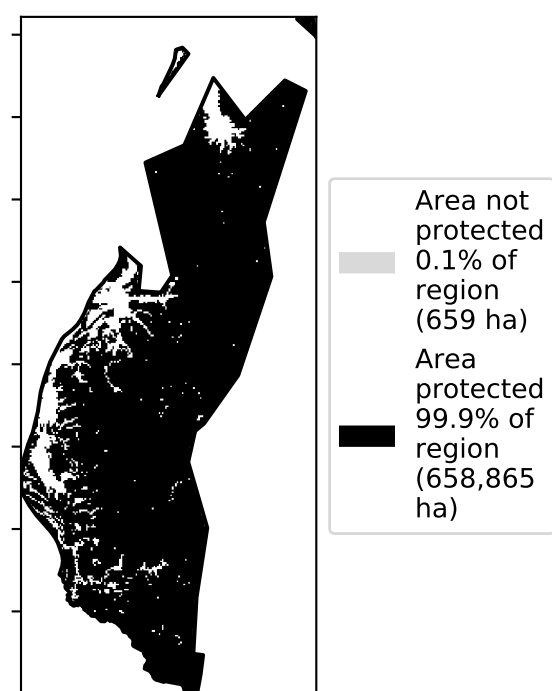 Area not
protected
0.1% of
region
(659 ha)
Area
protected
99.9% of
region
(658,865
ha)